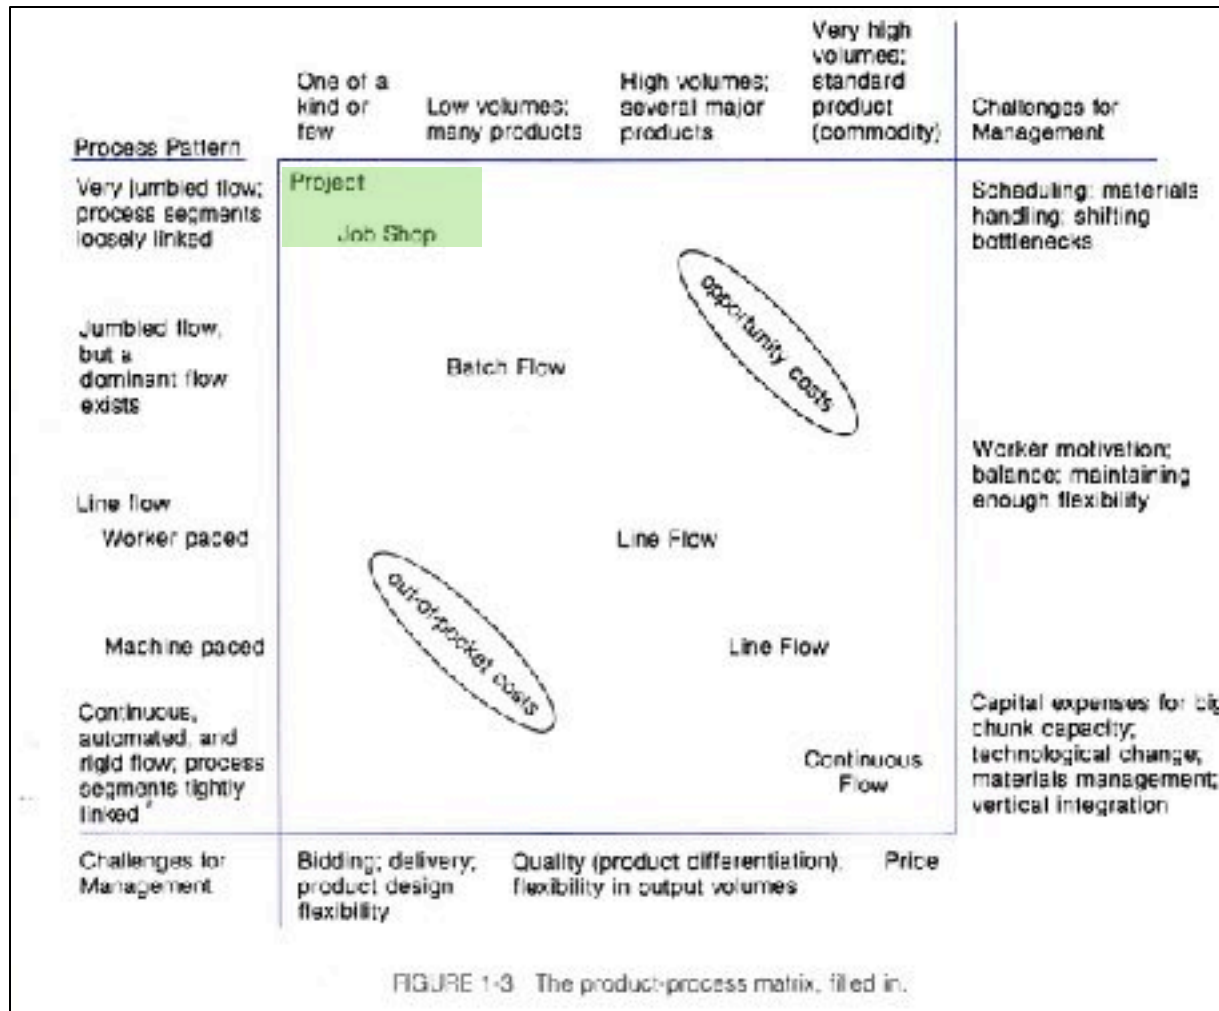 One of a
kind or
few
Low volumes;
many products
High volumes;
several major
products
Very high
volumes;
standard
product
(commodity)
Challenges for
Management
Process Pattern
Very jumbled flow;
process segments
loosely linked
Project
Job Shop
Scheduling; materials
handling; shifting
bottlenecks
opportunity costs
Jumbled flow,
but a
dominant flow
exists
Batch Flow
Worker motivation;
balance; maintaining
enough flexibility
Line flow
Worker paced
Line Flow
out-of-pocket costs
Machine paced
Line Flow
Continuous,
automated, and
rigid flow; process
segments tightly
linked
Continuous
Flow
Capital expenses for big
chunk capacity;
technological change;
materials management;
vertical integration
Challenges for
Management
Bidding; delivery;
product design
flexibility
Quality (product differentiation);
flexibility in output volumes
Price
FIGURE 1-3 The product-process matrix, filled in.